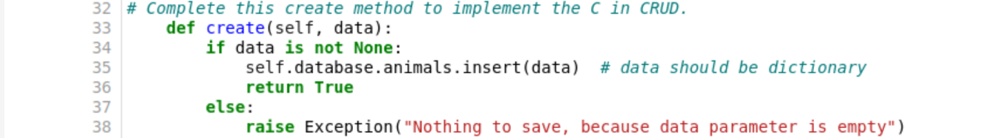 32 # Complete this create method to implement the C in CRUD.
33     def create(self, data):
34         if data is not None:
35             self.database.animals.insert(data)  # data should be dictionary
36             return True
37         else:
38             raise Exception("Nothing to save, because data parameter is empty")